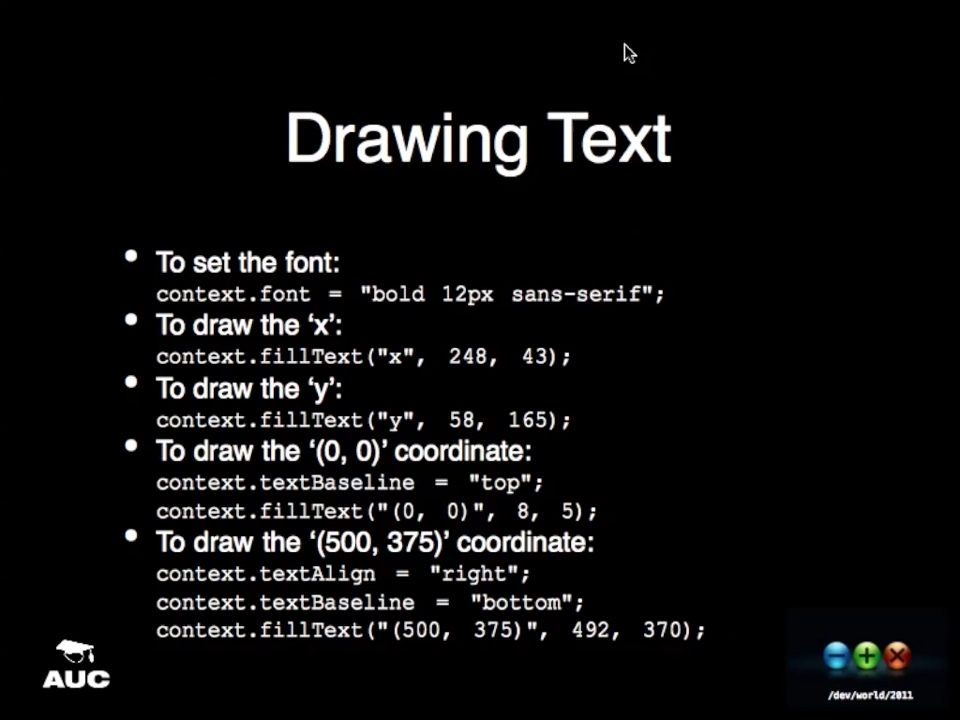 Drawing Text
• To set the font:
context.font = "bold 12px sans-serif";
• To draw the ‘x’:
context.fillText("x", 248, 43);
• To draw the ‘y’:
context.fillText("y", 58, 165);
• To draw the ‘(0, 0)’ coordinate:
context.textBaseline = "top";
context.fillText("(0, 0)", 8, 5);
• To draw the ‘(500, 375)’ coordinate:
context.textAlign = "right";
context.textBaseline = "bottom";
context.fillText("(500, 375)", 492, 370);
AUC
/dev/world/2011